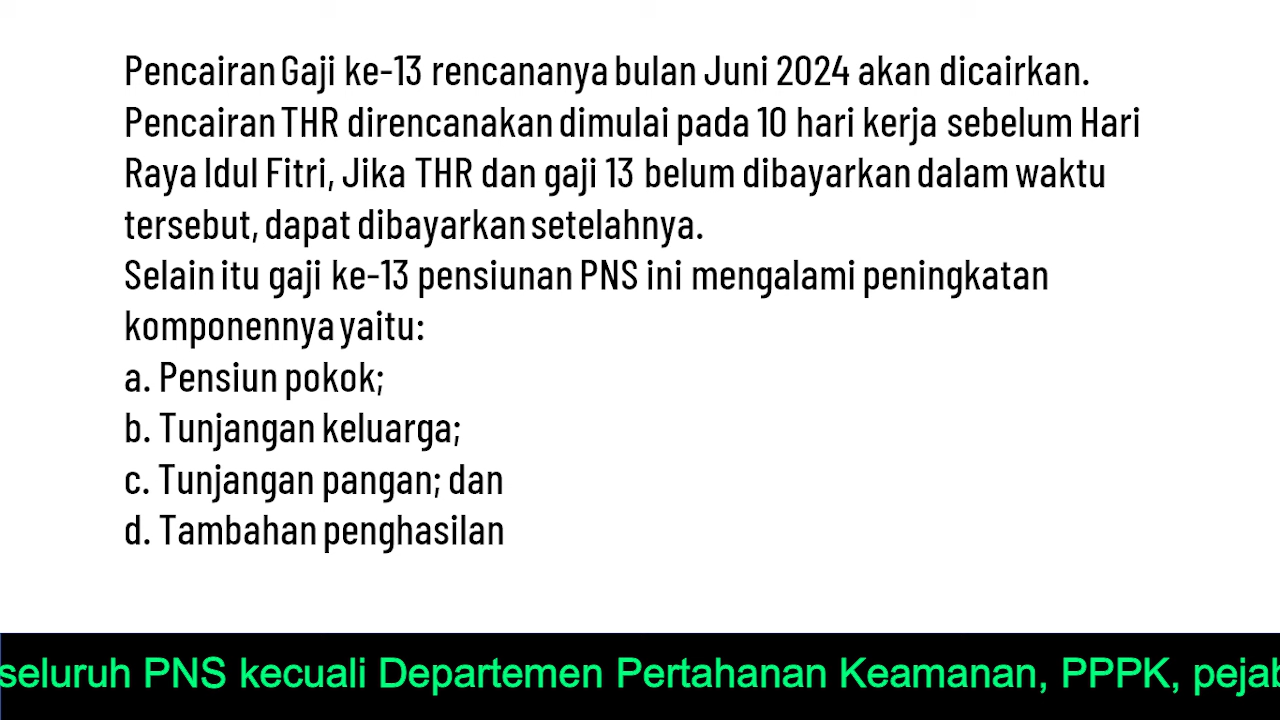 Pencairan Gaji ke-13 rencananya bulan Juni 2024 akan dicairkan.
Pencairan THR direncanakan dimulai pada 10 hari kerja sebelum Hari
Raya Idul Fitri, Jika THR dan gaji 13 belum dibayarkan dalam waktu
tersebut, dapat dibayarkan setelahnya.
Selain itu gaji ke-13 pensiunan PNS ini mengalami peningkatan
komponennya yaitu:
a. Pensiun pokok;
b. Tunjangan keluarga;
c. Tunjangan pangan; dan
d. Tambahan penghasilan
seluruh PNS kecuali Departemen Pertahanan Keamanan, PPPK,